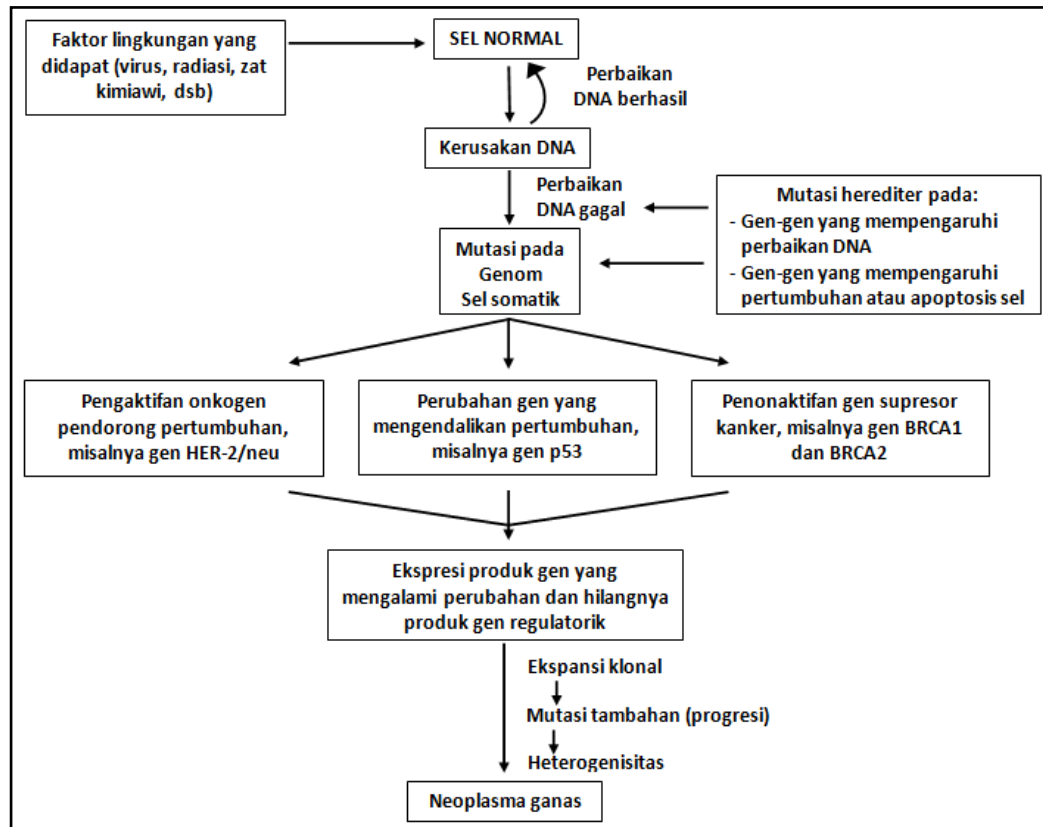 Faktor lingkungan yang
didapat (virus, radiasi, zat
kimiawi, dsb)
SEL NORMAL
Perbaikan
DNA berhasil
Kerusakan DNA
Perbaikan
DNA gagal
Mutasi herediter pada:
- Gen-gen yang mempengaruhi
perbaikan DNA
- Gen-gen yang mempengaruhi
pertumbuhan atau apoptosis sel
Mutasi pada
Genom
Sel somatik
Pengaktifan onkogen
pendorong pertumbuhan,
misalnya gen HER-2/neu
Perubahan gen yang
mengendalikan pertumbuhan,
misalnya gen p53
Penonaktifan gen supresor
kanker, misalnya gen BRCA1
dan BRCA2
Ekspresi produk gen yang
mengalami perubahan dan hilangnya
produk gen regulatorik
Ekspansi klonal
Mutasi tambahan (progresi)
Heterogenisitas
Neoplasma ganas